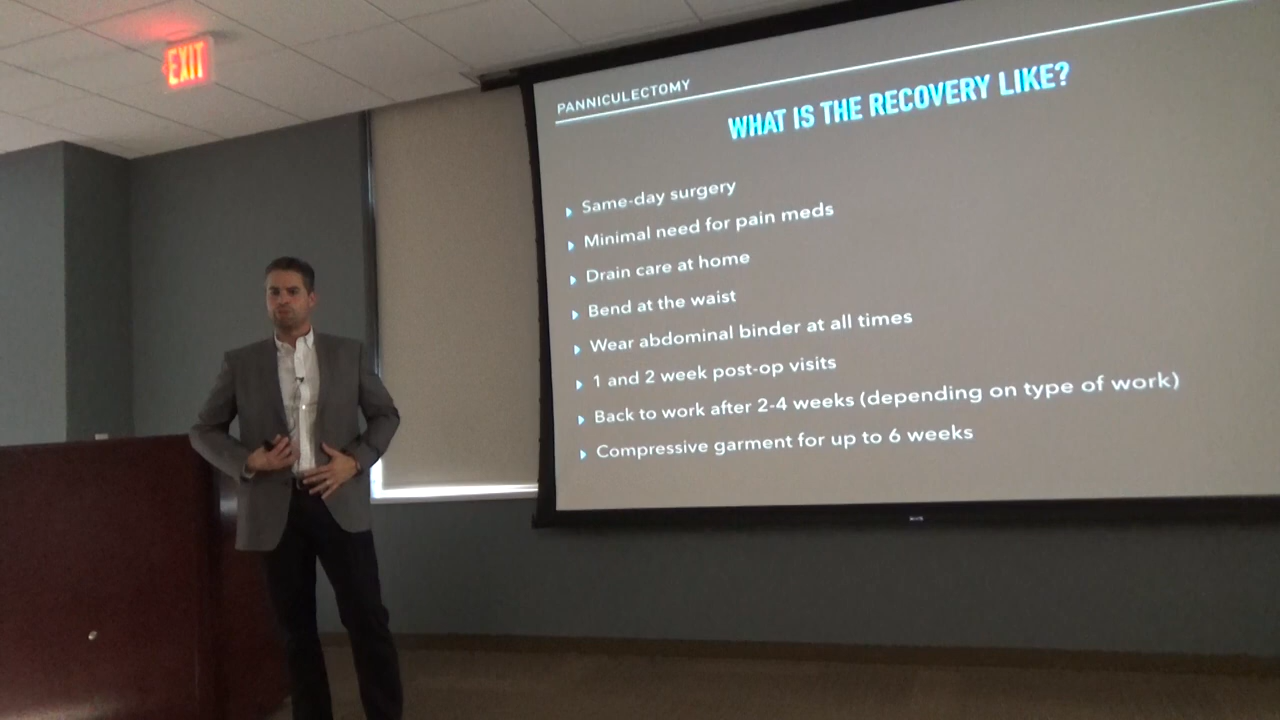 EXIT
PANNICULECTOMY
WHAT IS THE RECOVERY LIKE?
Same-day surgery
Minimal need for pain meds
Drain care at home
Bend at the waist
Wear abdominal binder at all times
1 and 2 week post-op visits
Back to work after 2-4 weeks (depending on type of work)
Compressive garment for up to 6 weeks